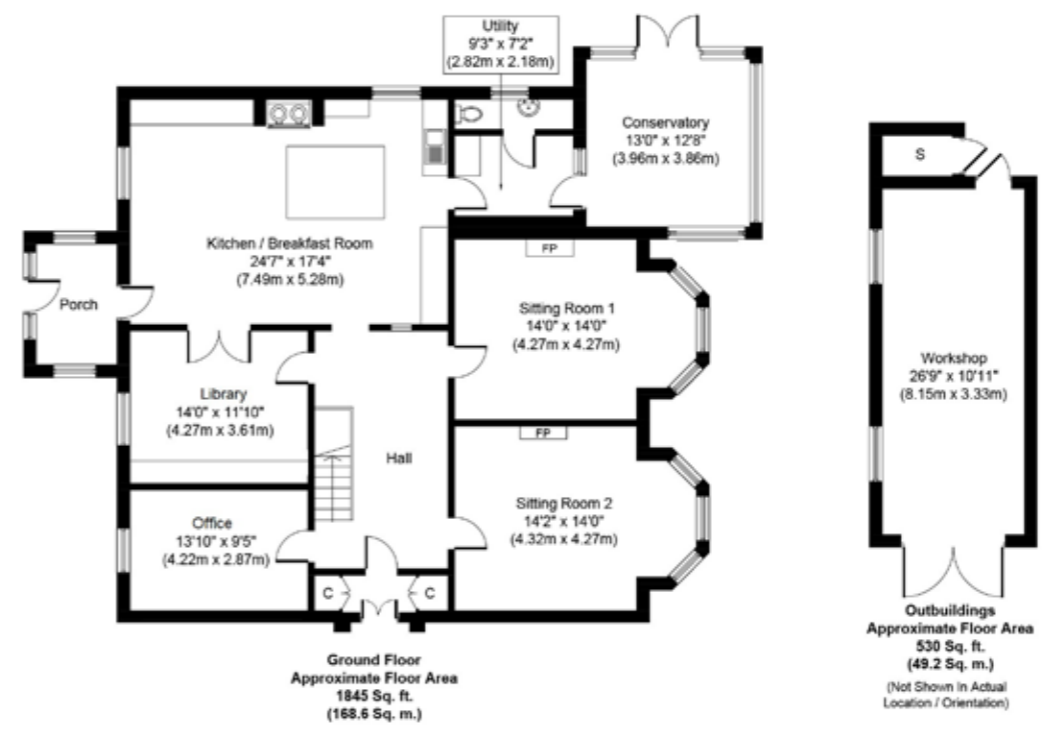 Utility
9'3" x 7'2"
(2.82m x 2.18m)
Conservatory
13'0" x 12'8"
(3.96m x 3.86m)
Kitchen / Breakfast Room
24'7" x 17'4"
(7.49m x 5.28m)
Porch
FP
Sitting Room 1
14'0" x 14'0"
(4.27m x 4.27m)
Library
14'0" x 11'10"
(4.27m x 3.61m)
Hall
FP
Sitting Room 2
14'2" x 14'0"
(4.32m x 4.27m)
Office
13'10" x 9'5"
(4.22m x 2.87m)
C
C
Ground Floor
Approximate Floor Area
1845 Sq. ft.
(168.6 Sq. m.)
S
Workshop
26'9" x 10'11"
(8.15m x 3.33m)
Outbuildings
Approximate Floor Area
530 Sq. ft.
(49.2 Sq. m.)
(Not Shown In Actual
Location / Orientation)